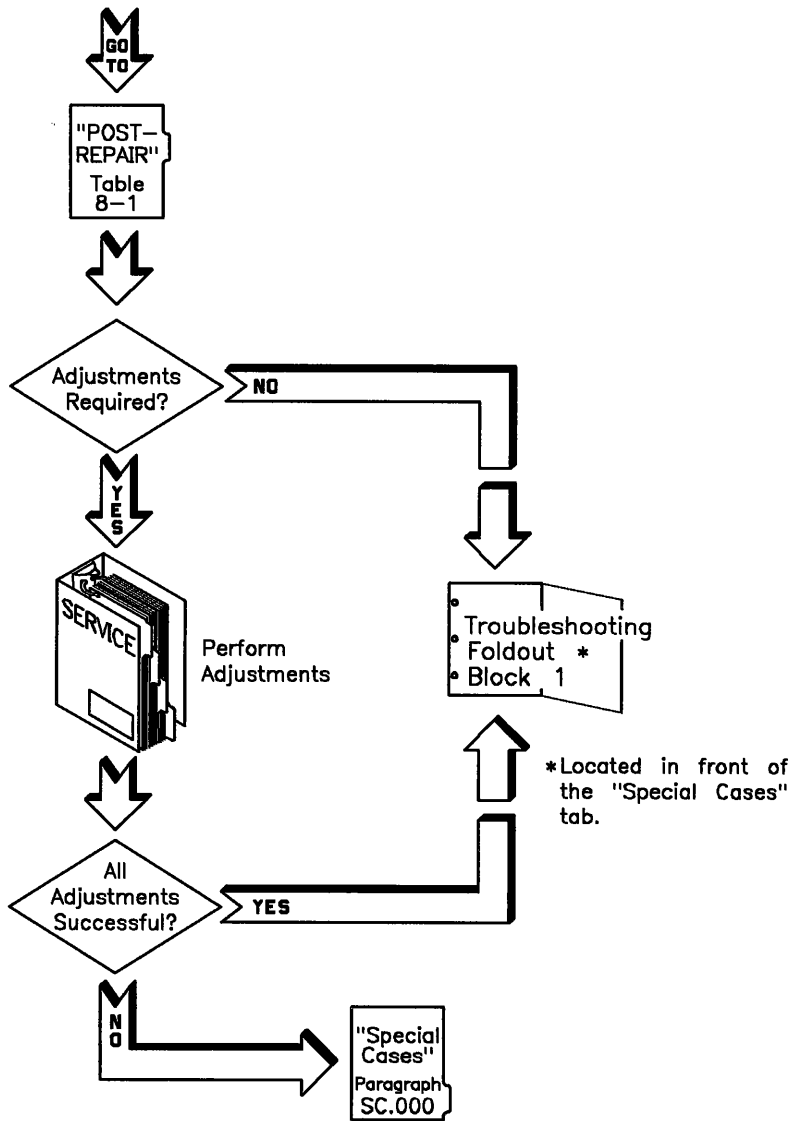 GO
TO
"POST–
REPAIR"
Table
8–1
Adjustments
Required?
NO
YES
SERVICE
Perform
Adjustments
Troubleshooting
Foldout *
Block 1
*Located in front of
the "Special Cases"
tab.
All
Adjustments
Successful?
YES
NO
"Special
Cases"
Paragraph
SC.000